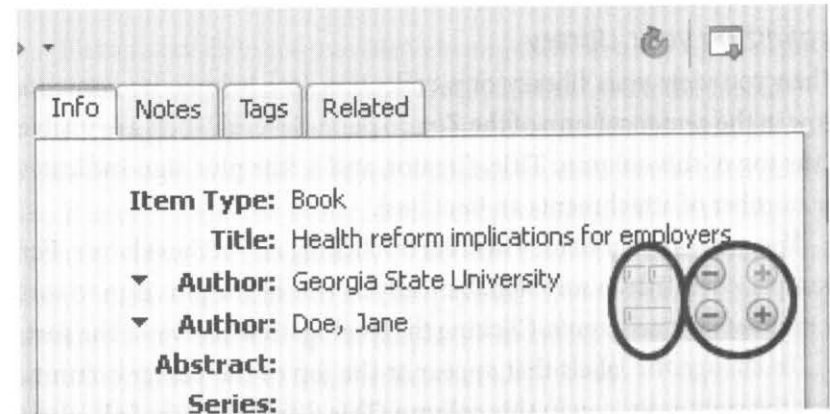 Info Notes Tags Related
Item Type: Book
Title: Health reform implications for employers
Author: Georgia State University
Author: Doe, Jane
Abstract:
Series: